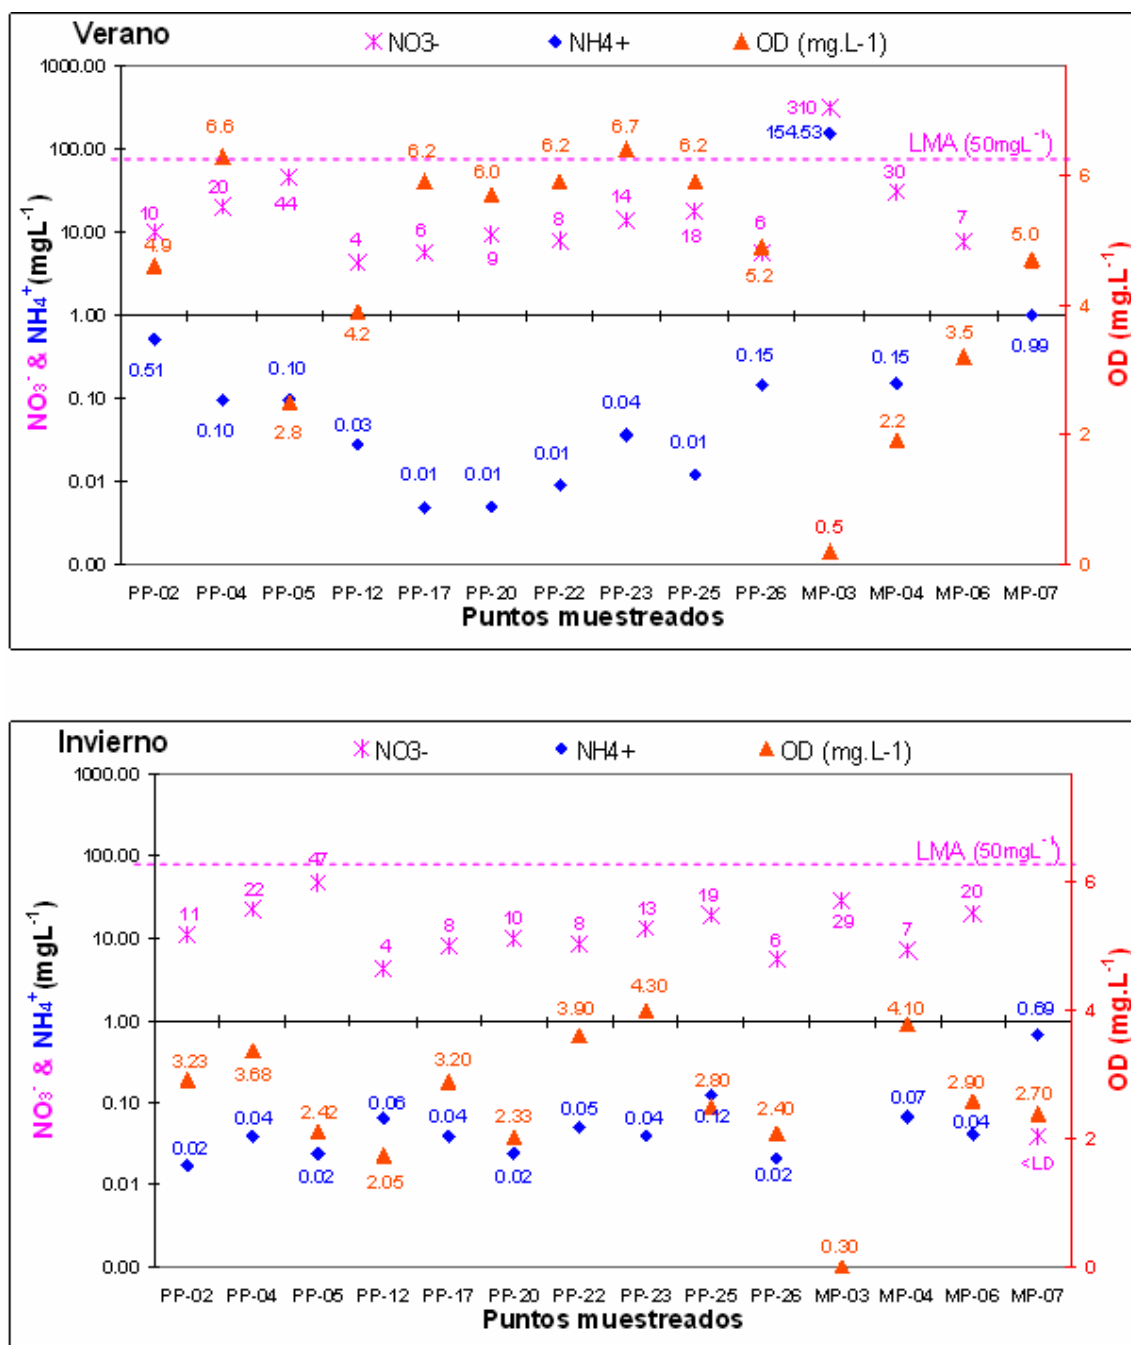 Verano
NO3- NH4+ OD (mg.L-1)
1000.00
100.00
10.00
1.00
0.10
0.01
0.00
NO₃⁻ & NH₄⁺(mgL⁻¹)
6
4
2
0
OD (mg.L⁻¹)
LMA (50mgL⁻¹)
6.6 6.2 6.0 6.2 6.7 6.2 310
154.53
10 20 44 4 6 9 8 14 18 6 30 7
4.9 4.2 5.2 3.5 5.0
0.51 0.10 0.10 2.8 0.03 0.01 0.01 0.01 0.04 0.01 0.15 0.5 0.15 2.2 0.99
PP-02 PP-04 PP-05 PP-12 PP-17 PP-20 PP-22 PP-23 PP-25 PP-26 MP-03 MP-04 MP-06 MP-07
Puntos muestreados
Invierno
NO3- NH4+ OD (mg.L-1)
1000.00
100.00
10.00
1.00
0.10
0.01
0.00
NO₃⁻ & NH₄⁺(mgL⁻¹)
6
4
2
0
OD (mg.L⁻¹)
LMA (50mgL⁻¹)
11 22 47 4 8 10 8 13 19 6 29 7 20 <LD
3.23 3.68 2.42 2.05 3.20 2.33 3.90 4.30 2.80 2.40 0.30 4.10 2.90 2.70
0.02 0.04 0.02 0.06 0.04 0.02 0.05 0.04 0.12 0.02 0.07 0.04 0.69
PP-02 PP-04 PP-05 PP-12 PP-17 PP-20 PP-22 PP-23 PP-25 PP-26 MP-03 MP-04 MP-06 MP-07
Puntos muestreados